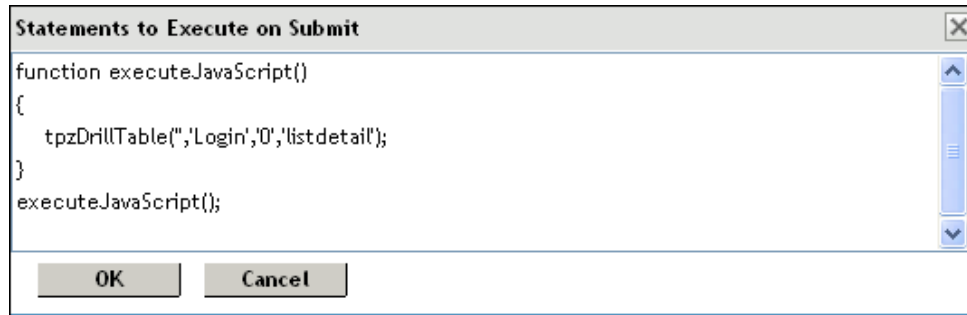 Statements to Execute on Submit
function executeJavaScript()
{
tpzDrillTable('','Login','0','listdetail');
}
executeJavaScript();
OK Cancel